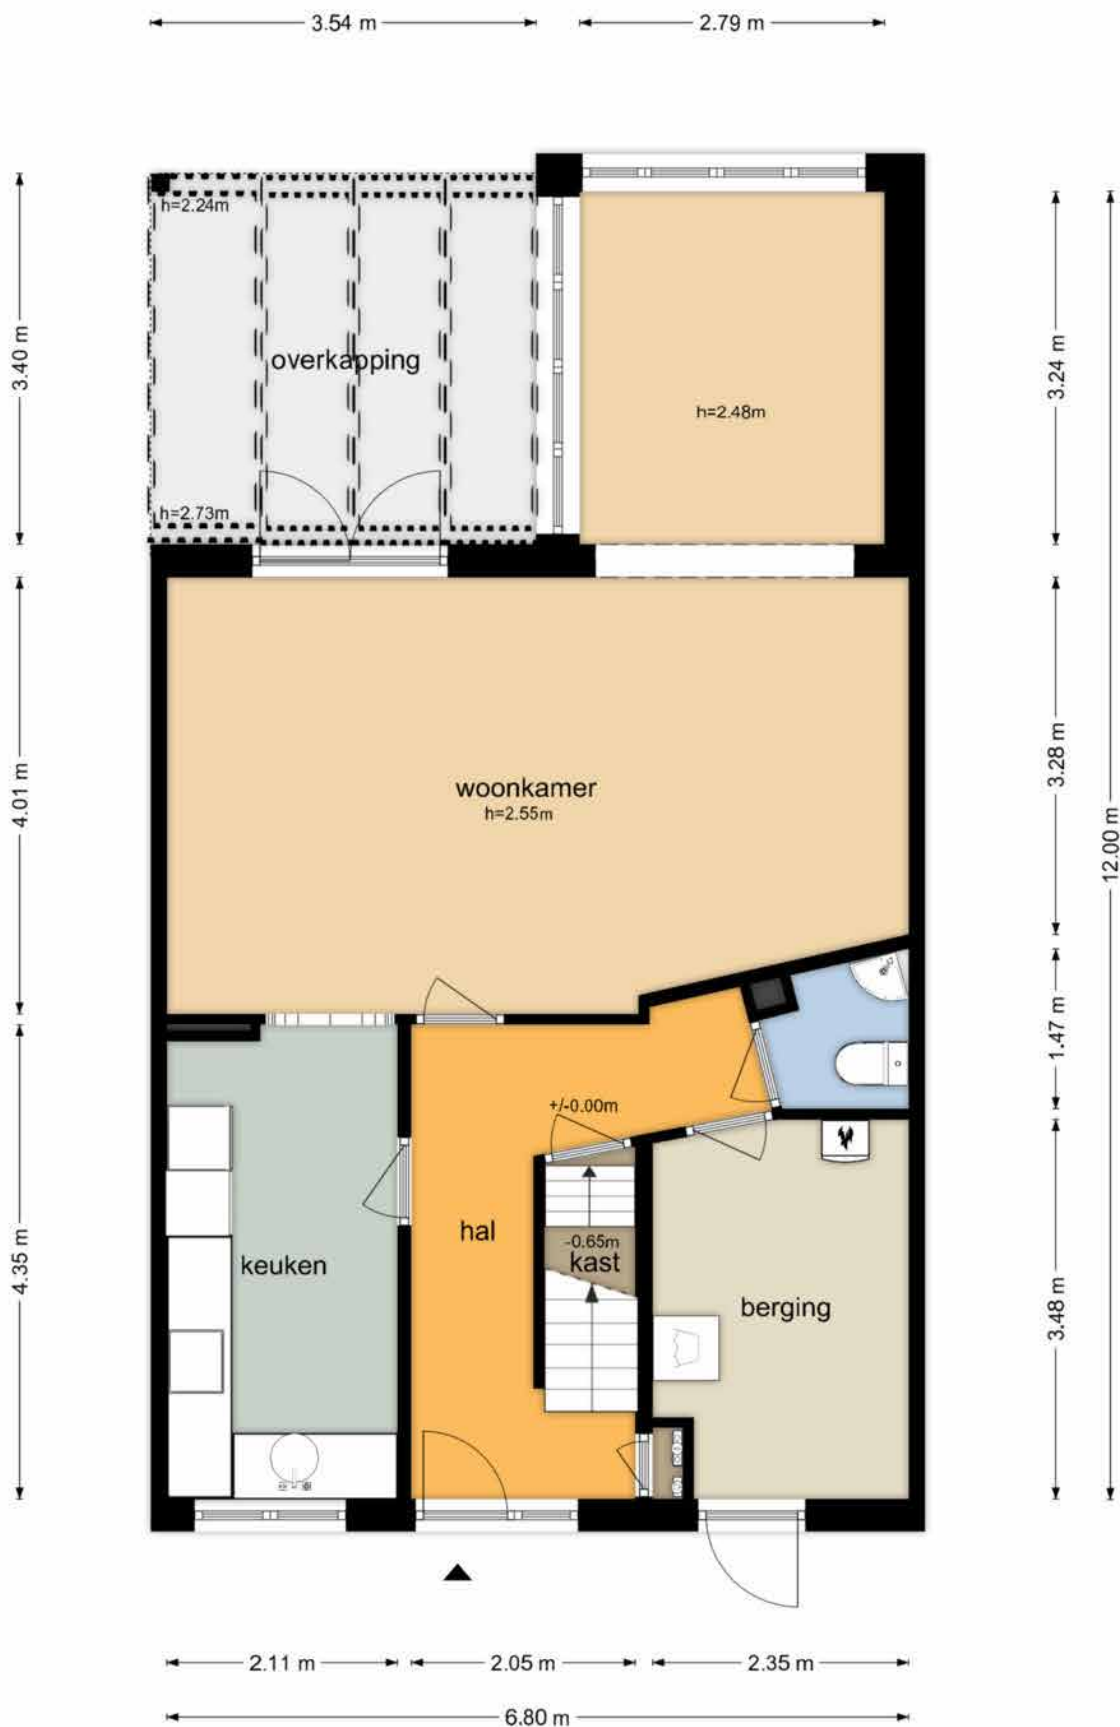 3.54 m
2.79 m
h=2.24m
3.40 m
overkapping
3.24 m
h=2.48m
h=2.73m
4.01 m
woonkamer
h=2.55m
3.28 m
12.00 m
1.47 m
+/-0.00m
4.35 m
keuken
hal
-0.65m
kast
berging
3.48 m
2.11 m
2.05 m
2.35 m
6.80 m